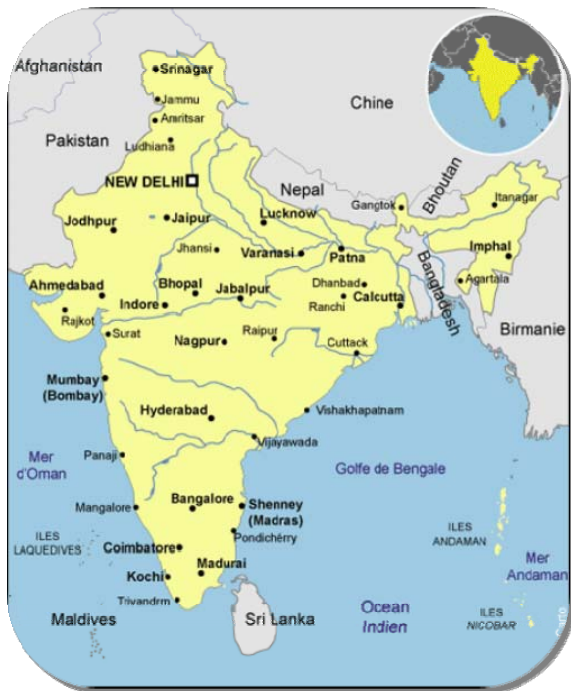 Afghanistan
Srinagar
Jammu
Amritsar
Chine
Pakistan
Ludhiana
NEW DELHI
Nepal
Bhoutan
Gangtok
Itanagar
Jodhpur
Jaipur
Lucknow
Imphal
Jhansi
Varanasi
Patna
Bangladesh
Agartala
Ahmedabad
Bhopal
Jabalpur
Dhanbad
Calcutta
Indore
Ranchi
Rajkot
Surat
Nagpur
Raipur
Cuttack
Birmanie
Mumbay
(Bombay)
Hyderabad
Vishakhapatnam
Vijayawada
Mer
d'Oman
Panaji
Golfe de Bengale
Mangalore
Bangalore
Shenney
(Madras)
Pondichérry
ILES
LAQUEDIVES
ILES
ANDAMAN
Coimbatore
Mer
Andaman
Kochi
Madurai
Trivandrm
Maldives
Sri Lanka
Ocean
Indien
ILES
NICOBAR
Carte